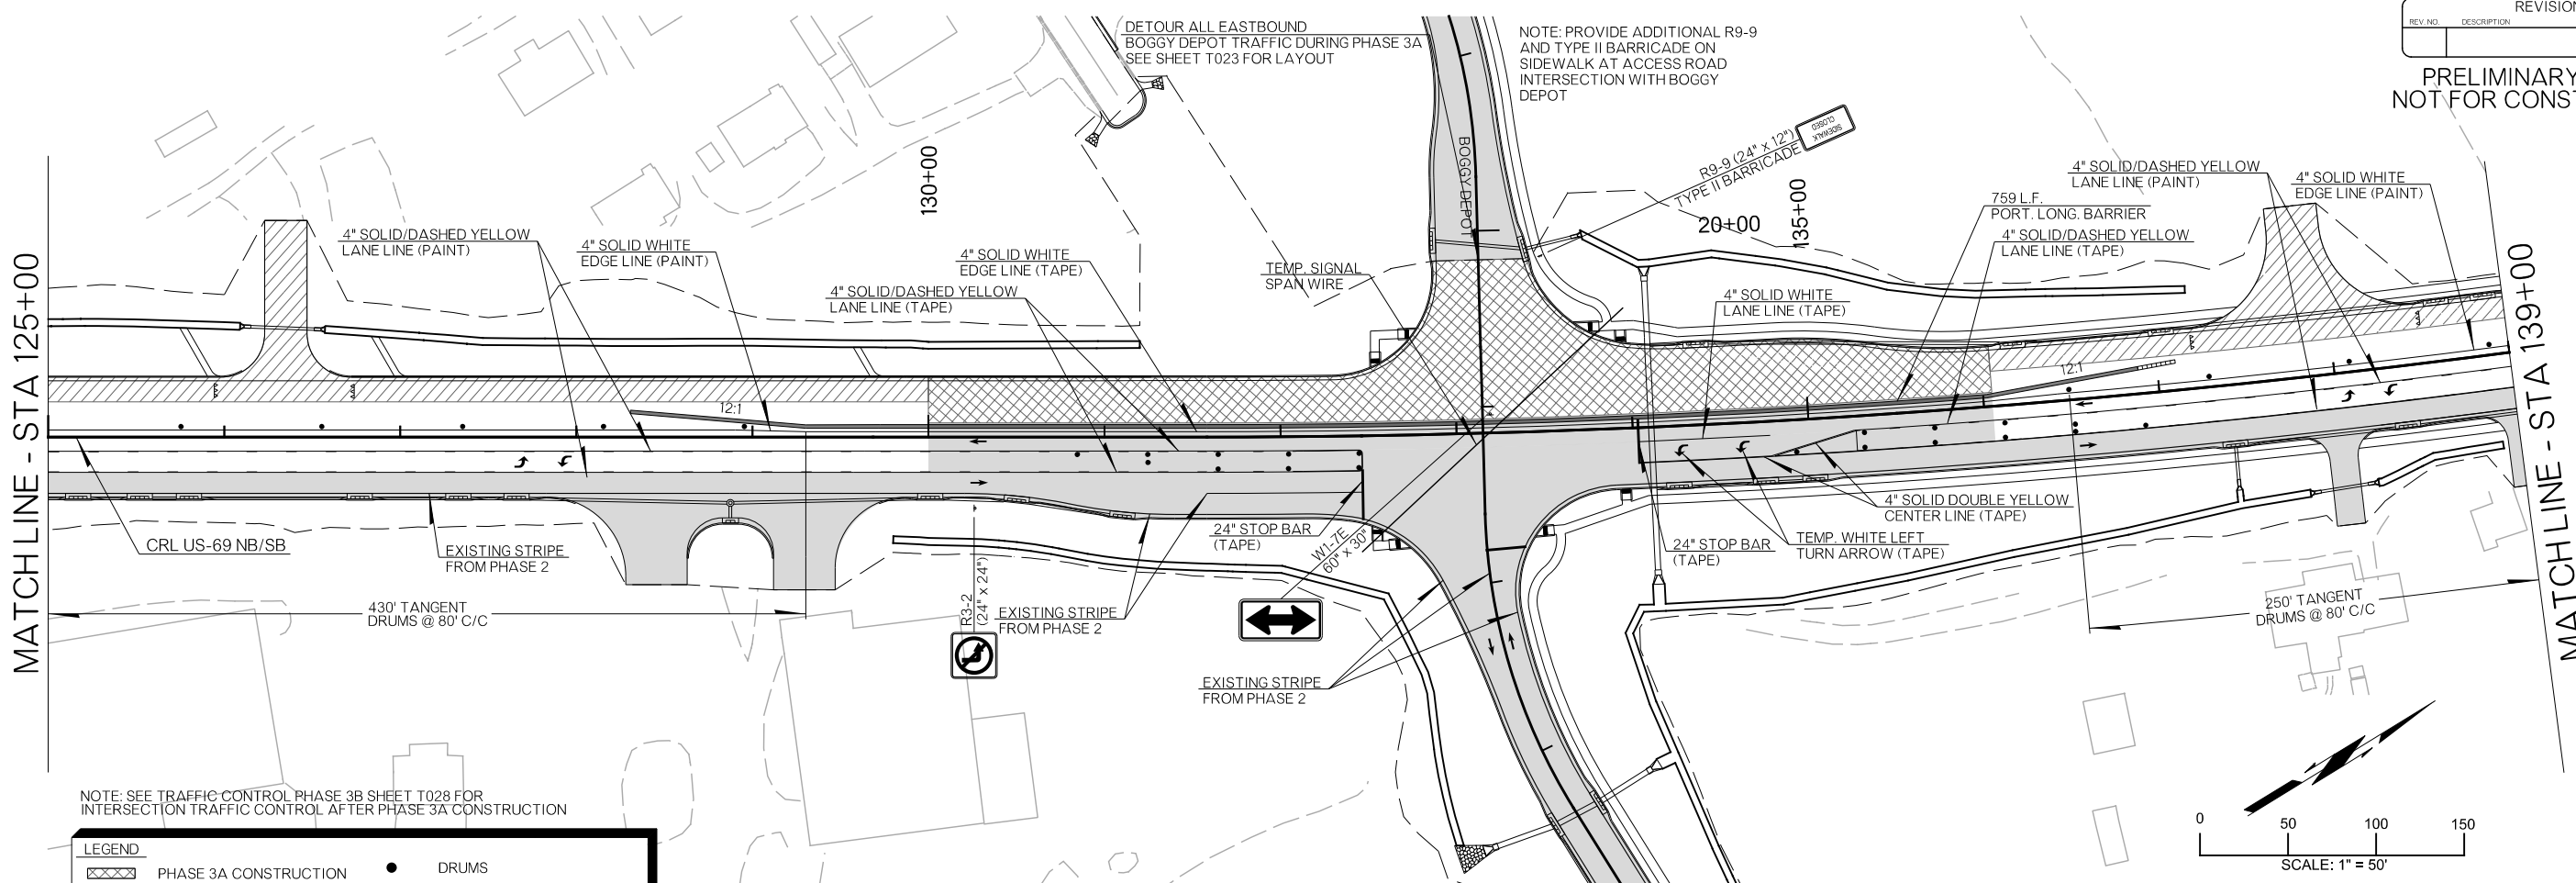 DETOUR ALL EASTBOUND
BOGGY DEPOT TRAFFIC DURING PHASE 3A
SEE SHEET T023 FOR LAYOUT
NOTE: PROVIDE ADDITIONAL R9-9
AND TYPE II BARRICADE ON
SIDEWALK AT ACCESS ROAD
INTERSECTION WITH BOGGY
DEPOT
REVISION
REV. NO.
DESCRIPTION
PRELIMINARY
NOT FOR CONST
SIDEWALK
CLOSED
R9-9 (24" x 12")
TYPE II BARRICADE
BOGGY DEPOT
130+00
20+00
135+00
4" SOLID/DASHED YELLOW
LANE LINE (PAINT)
4" SOLID WHITE
EDGE LINE (PAINT)
759 L.F.
PORT. LONG. BARRIER
4" SOLID/DASHED YELLOW
LANE LINE (TAPE)
4" SOLID/DASHED YELLOW
LANE LINE (PAINT)
4" SOLID WHITE
EDGE LINE (PAINT)
4" SOLID WHITE
EDGE LINE (TAPE)
4" SOLID/DASHED YELLOW
LANE LINE (TAPE)
TEMP. SIGNAL
SPAN WIRE
4" SOLID WHITE
LANE LINE (TAPE)
MATCHLINE - STA 125+00
MATCHLINE - STA 139+00
MATC
12:1
12:1
CRL US-69 NB/SB
EXISTING STRIPE
FROM PHASE 2
24" STOP BAR
(TAPE)
W1-7E
60" x 30"
24" STOP BAR
(TAPE)
TEMP. WHITE LEFT
TURN ARROW (TAPE)
4" SOLID DOUBLE YELLOW
CENTER LINE (TAPE)
430' TANGENT
DRUMS @ 80' C/C
R3-2
(24" x 24")
EXISTING STRIPE
FROM PHASE 2
250' TANGENT
DRUMS @ 80' C/C
EXISTING STRIPE
FROM PHASE 2
NOTE: SEE TRAFFIC CONTROL PHASE 3B SHEET T028 FOR
INTERSECTION TRAFFIC CONTROL AFTER PHASE 3A CONSTRUCTION
LEGEND
PHASE 3A CONSTRUCTION
DRUMS
0 50 100 150
SCALE: 1" = 50'